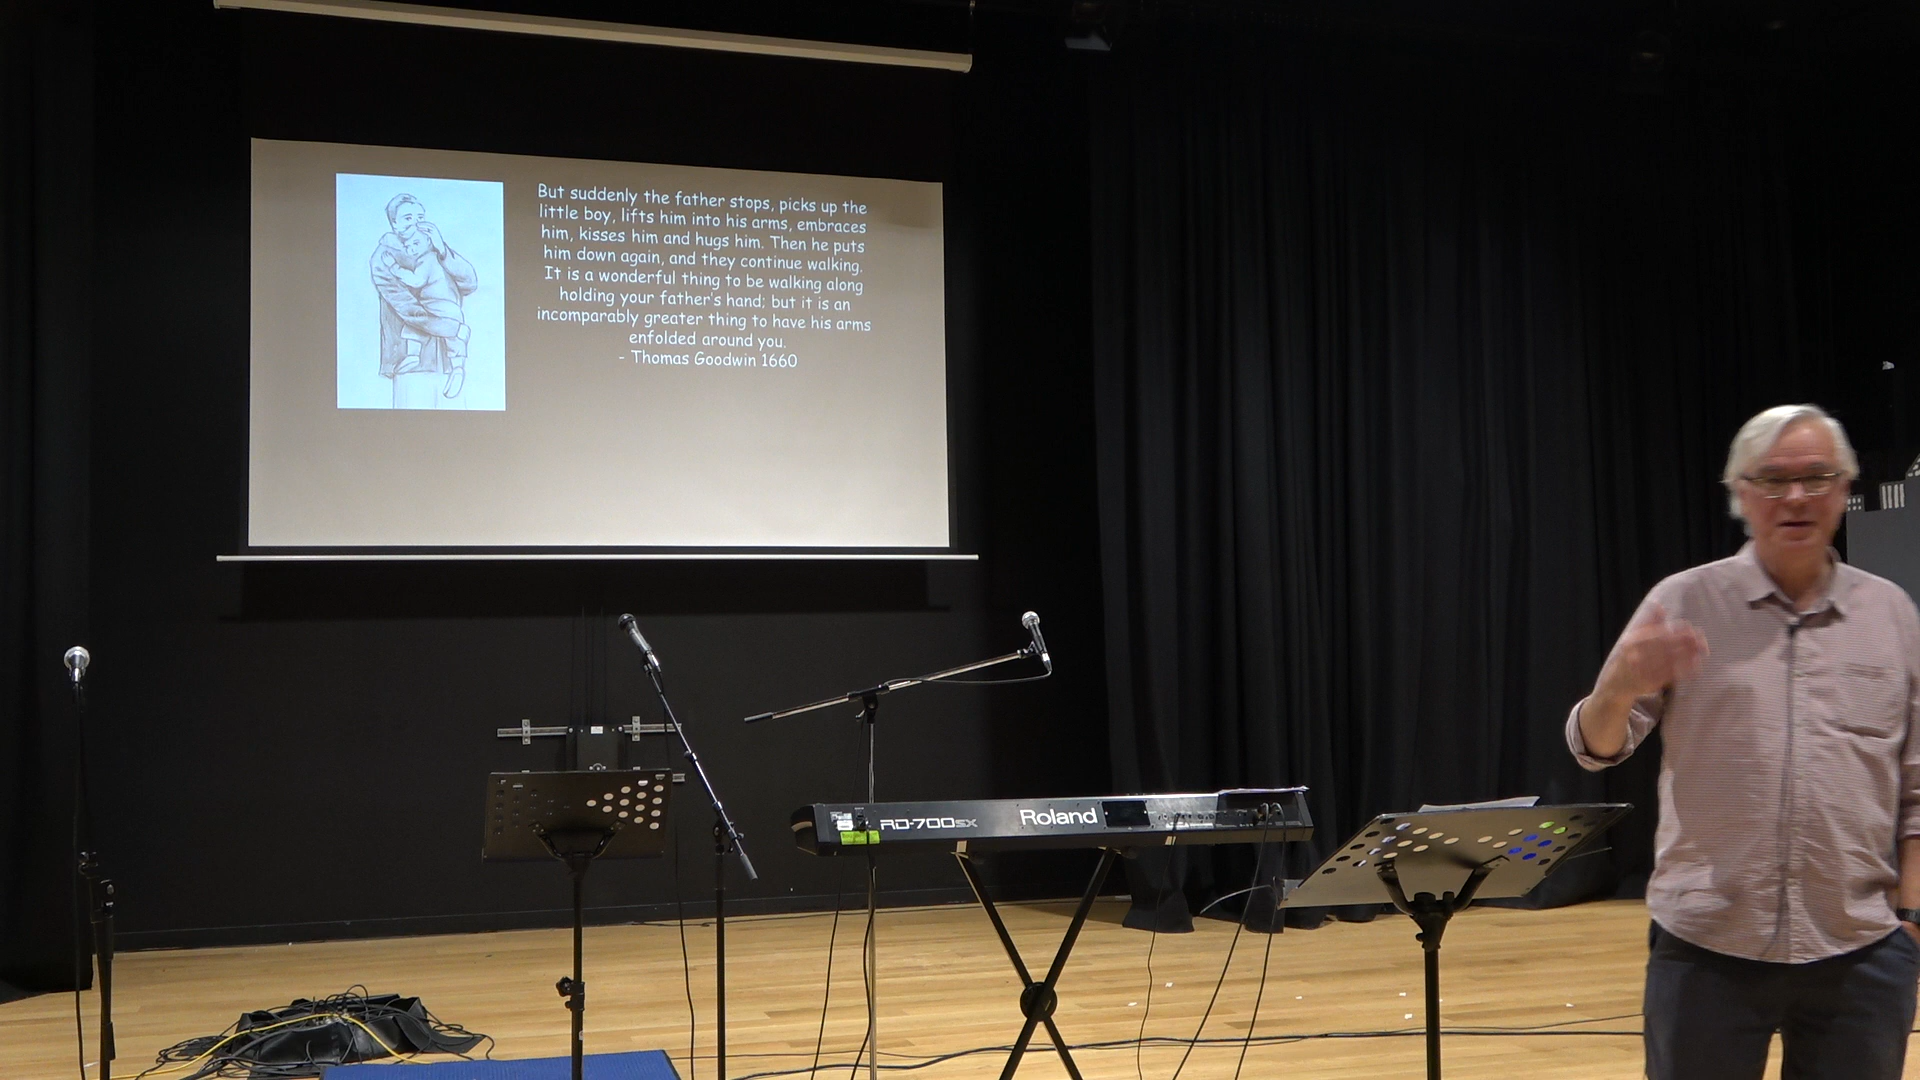 But suddenly the father stops, picks up the
little boy, lifts him into his arms, embraces
him, kisses him and hugs him. Then he puts
him down again, and they continue walking.
It is a wonderful thing to be walking along
holding your father's hand; but it is an
incomparably greater thing to have his arms
enfolded around you.
- Thomas Goodwin 1660
RD-700SX
Roland